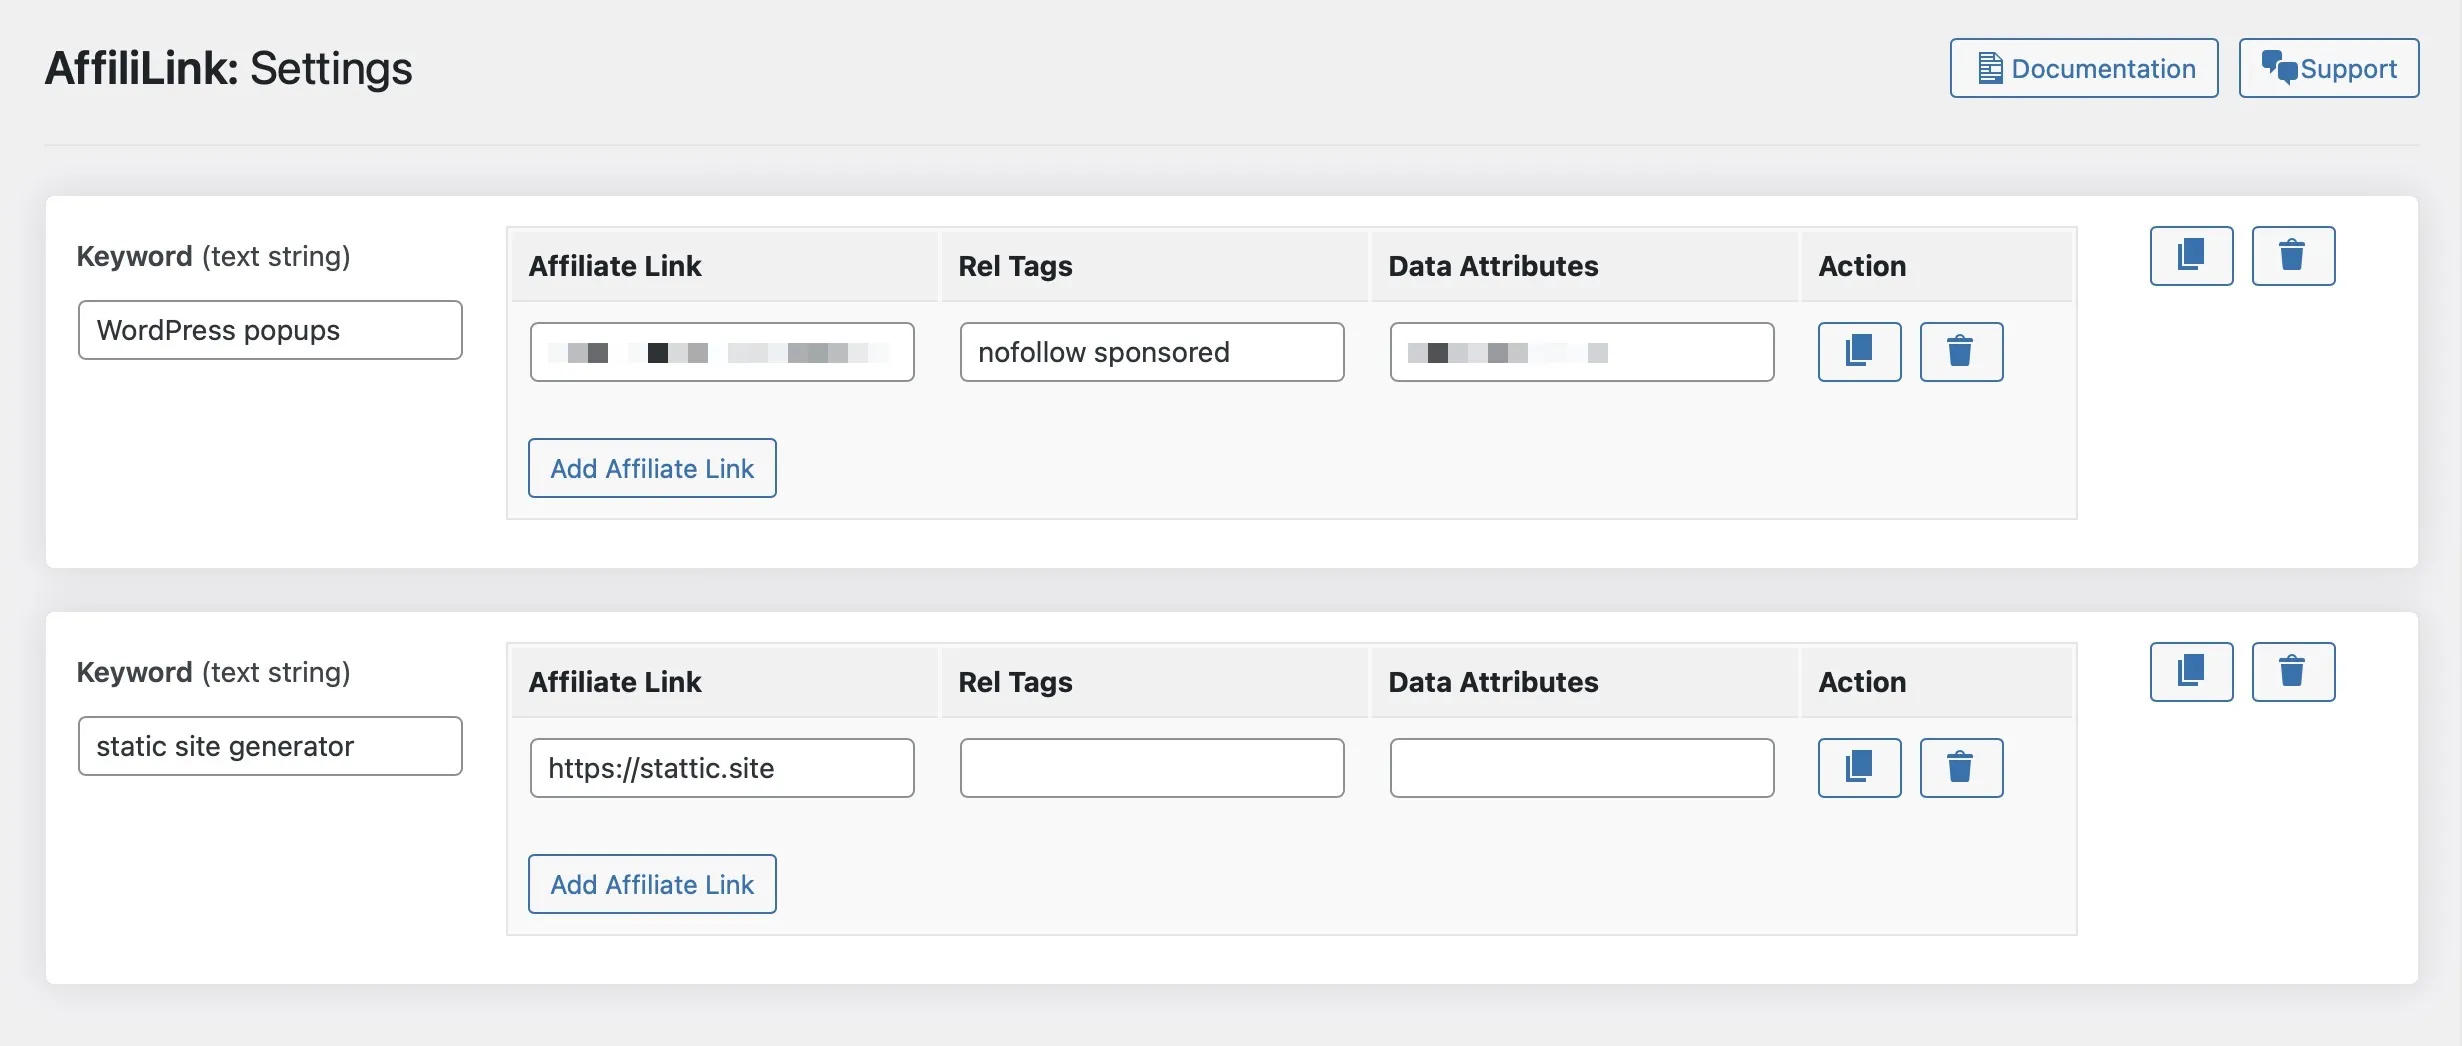 AffiliLink: Settings
Documentation
Support
Keyword (text string)
WordPress popups
Affiliate Link
Rel Tags
Data Attributes
Action
nofollow sponsored
Add Affiliate Link
Keyword (text string)
static site generator
Affiliate Link
Rel Tags
Data Attributes
Action
https://stattic.site
Add Affiliate Link